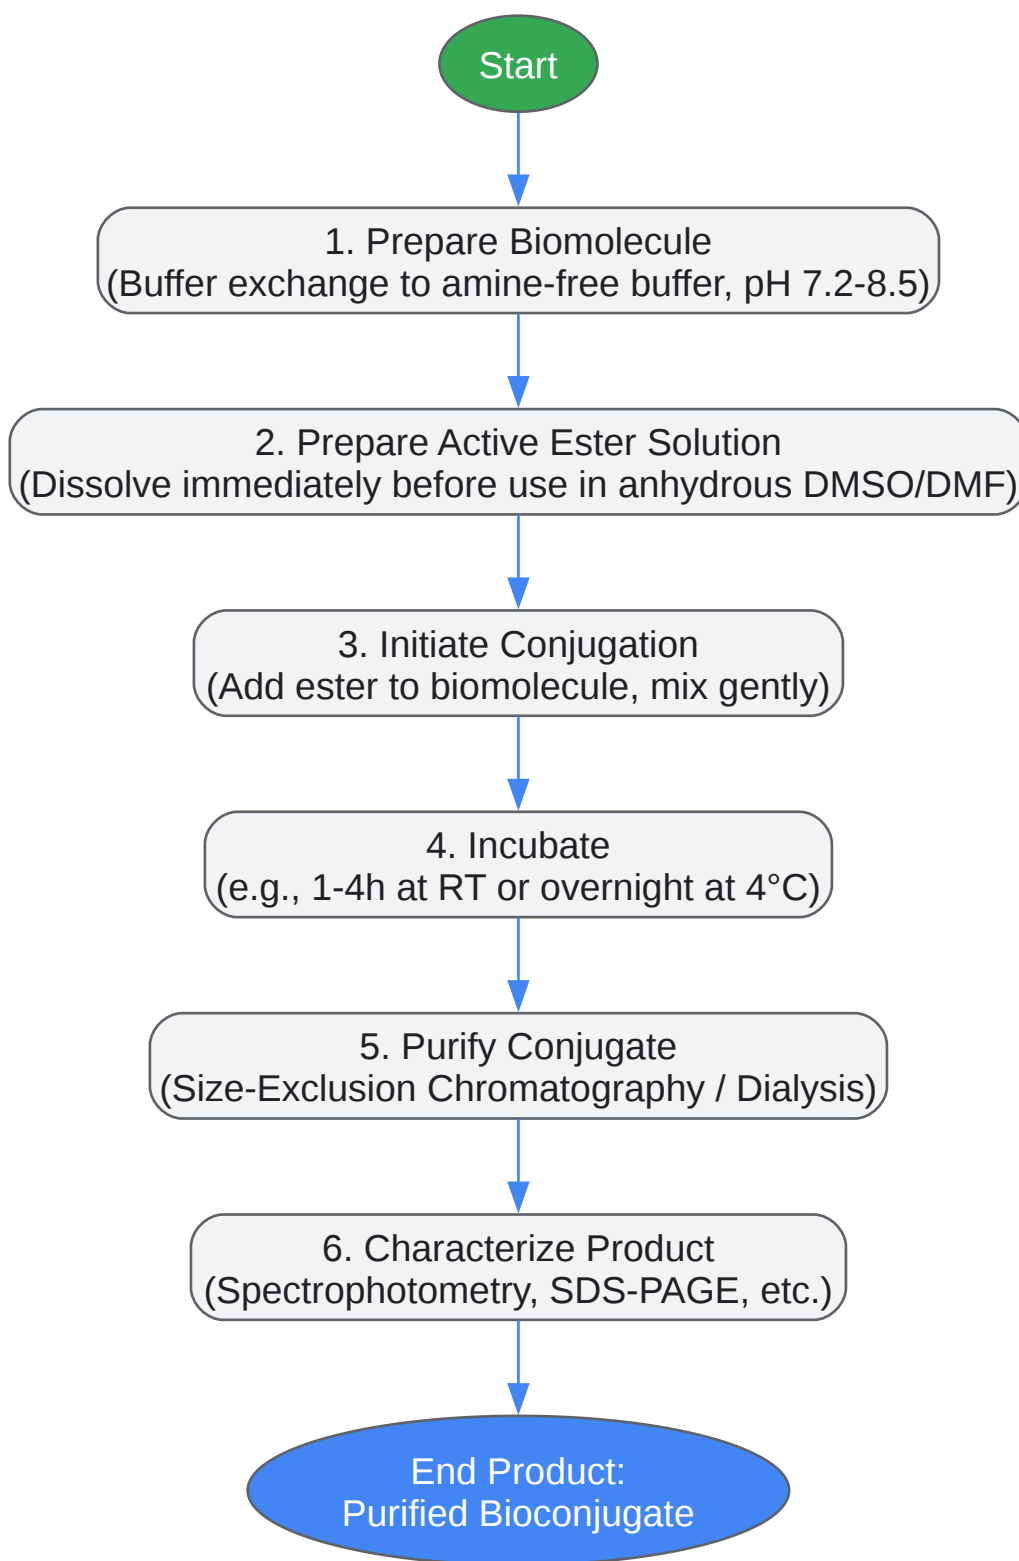 Start
1. Prepare Biomolecule
(Buffer exchange to amine-free buffer, pH 7.2-8.5)
2. Prepare Active Ester Solution
(Dissolve immediately before use in anhydrous DMSO/DMF)
3. Initiate Conjugation
(Add ester to biomolecule, mix gently)
4. Incubate
(e.g., 1-4h at RT or overnight at 4°C)
5. Purify Conjugate
(Size-Exclusion Chromatography / Dialysis)
6. Characterize Product
(Spectrophotometry, SDS-PAGE, etc.)
End Product:
Purified Bioconjugate